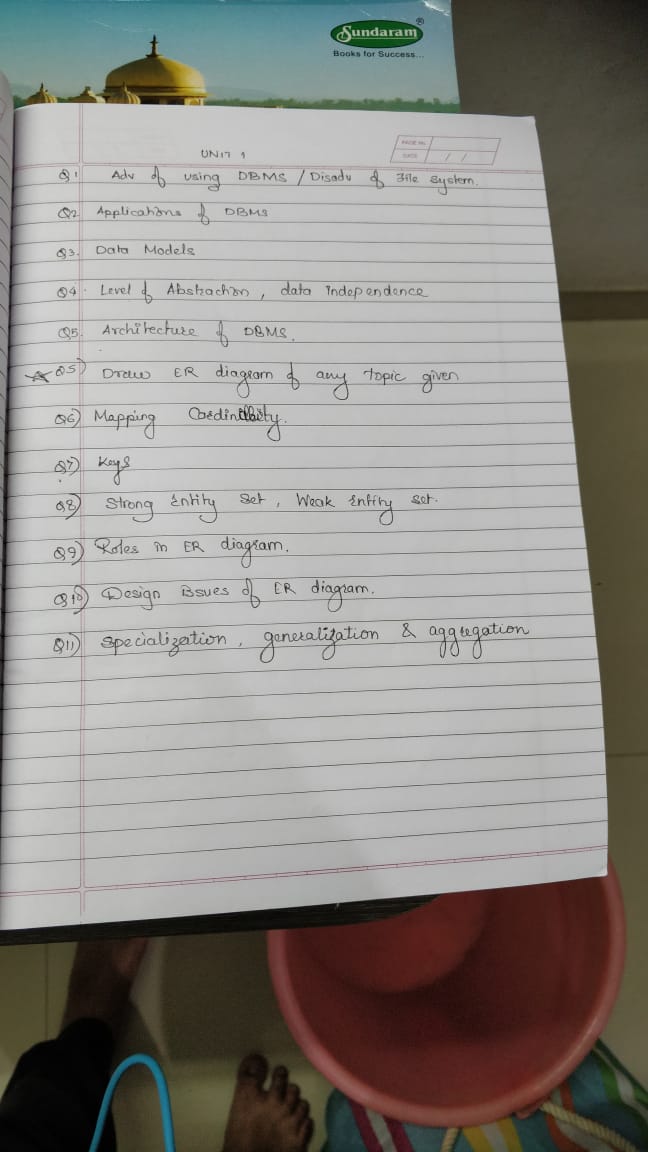 Sundaram
®
Books for Success...
PAGE No.
DATE / /
UNIT 1
Q1 Adv of using DBMS / Disadv of File System.
Q2 Applications of DBMS
Q3. Data Models
Q4. Level of Abstraction, data independence
Q5. Architecture of DBMS.
Q5) Draw ER diagram of any topic given
Q6) Mapping Cardinality.
Q7) Keys
Q8) Strong Entity Set, Weak Entity set.
Q9) Roles in ER diagram.
Q10) Design issues of ER diagram.
Q11) Specialization, generalization & aggregation